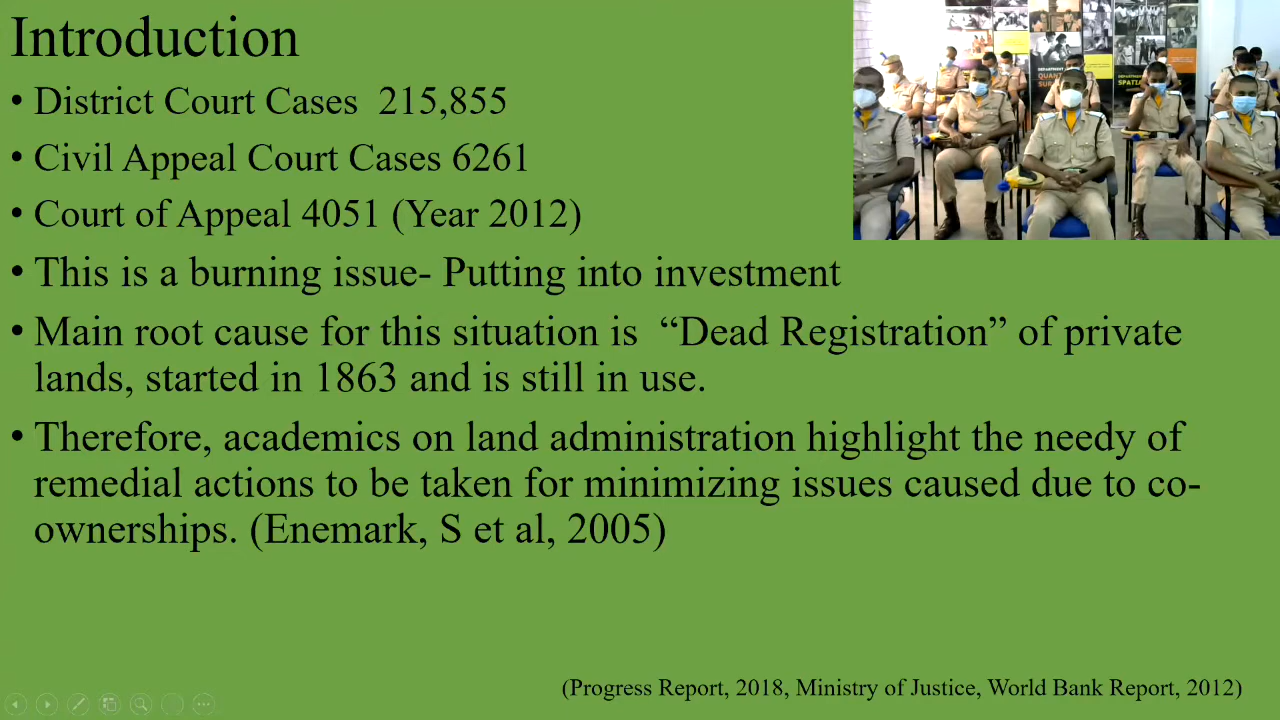 Introduction
• District Court Cases 215,855
• Civil Appeal Court Cases 6261
• Court of Appeal 4051 (Year 2012)
• This is a burning issue- Putting into investment
• Main root cause for this situation is “Dead Registration” of private
lands, started in 1863 and is still in use.
• Therefore, academics on land administration highlight the needy of
remedial actions to be taken for minimizing issues caused due to co-
ownerships. (Enemark, S et al, 2005)
(Progress Report, 2018, Ministry of Justice, World Bank Report, 2012)